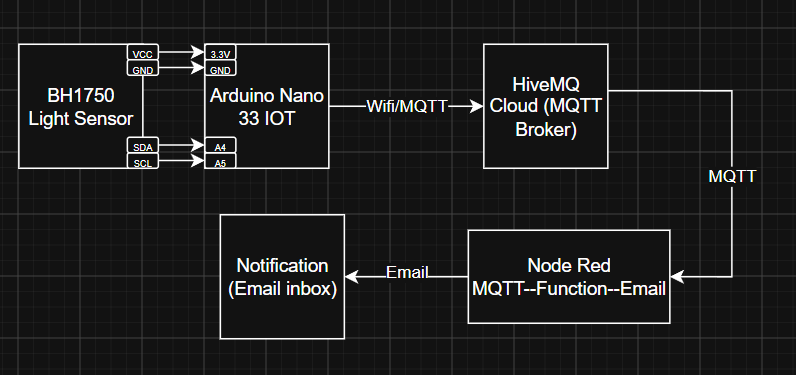 VCC
3.3V
GND
GND
BH1750
Light Sensor
Arduino Nano
33 IOT
SDA
A4
SCL
A5
Wifi/MQTT
HiveMQ
Cloud (MQTT
Broker)
MQTT
Notification
(Email inbox)
Email
Node Red
MQTT--Function--Email